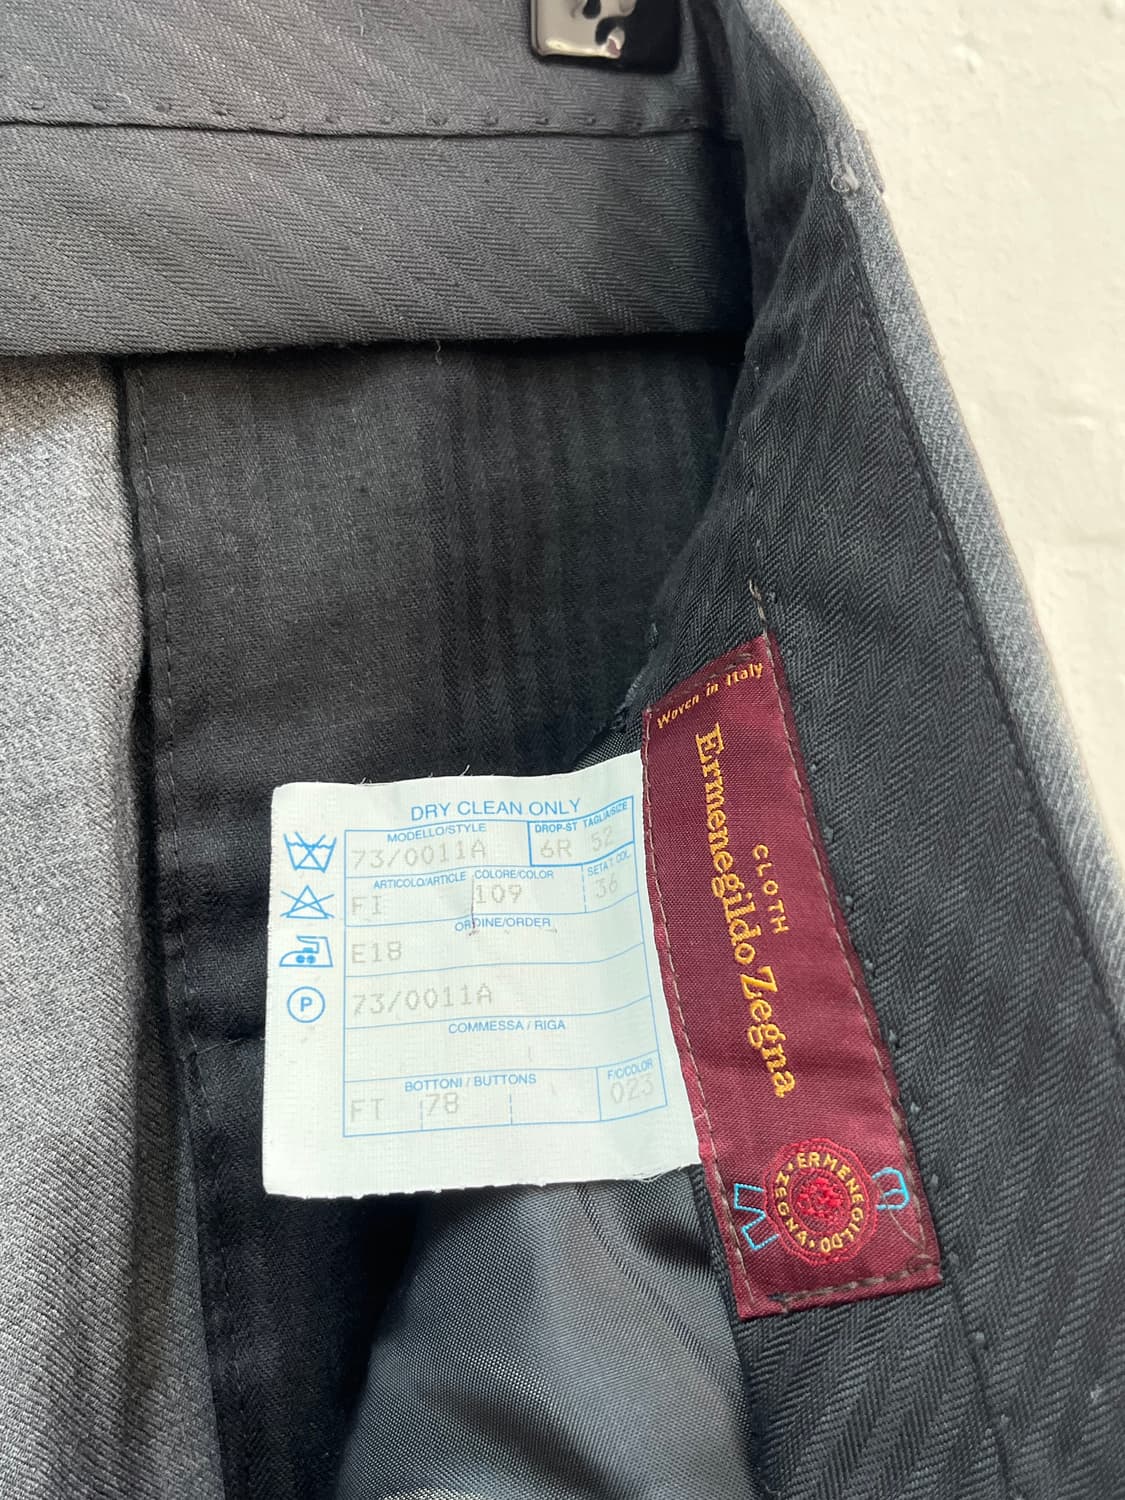 DRY CLEAN ONLY
MODELLO/STYLE
DROP-ST TAGLIA/SIZE
73/0011A
6R 52
ARTICOLO/ARTICLE COLORE/COLOR
SETA T. COL.
FI 109 36
ORDINE/ORDER
E18
73/0011A
COMMESSA / RIGA
BOTTONI / BUTTONS
F/C/COLOR
FT 78 023
P
Woven in Italy
CLOTH
Ermenegildo Zegna
ERMENEGILDO • ZEGNA •